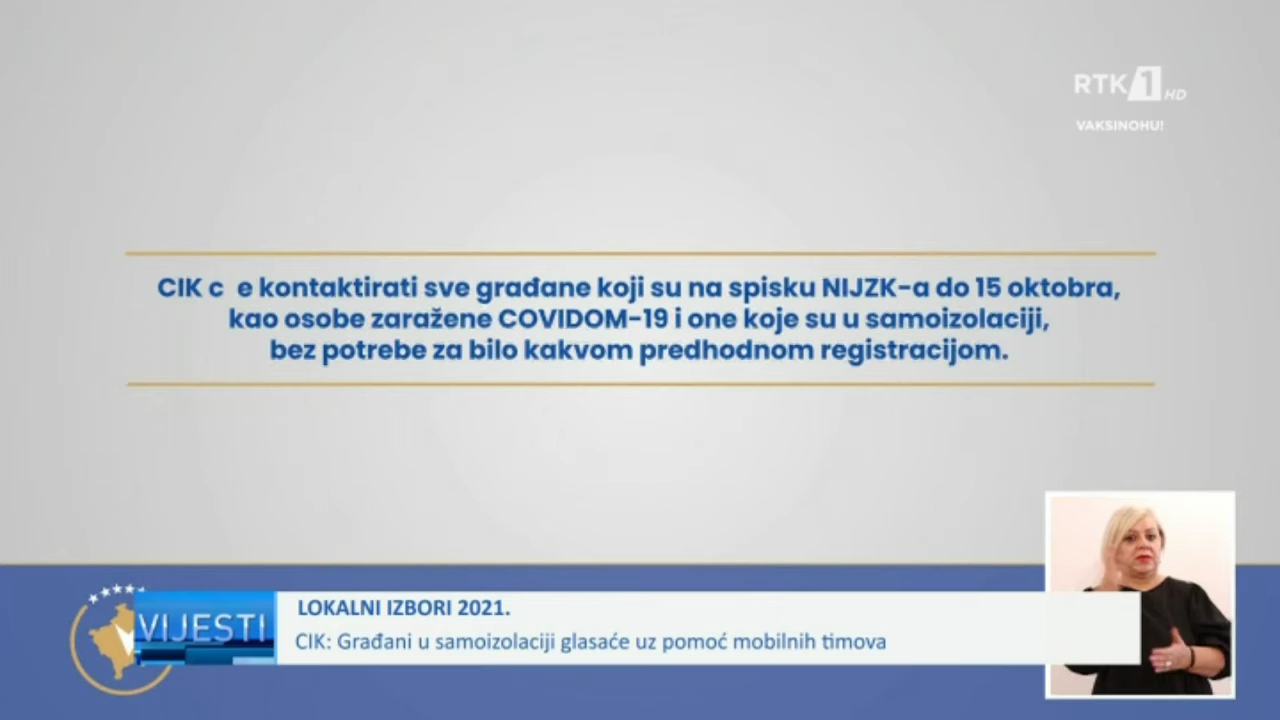 RTK 1 HD
VAKSINOHU!
CIK c  e kontaktirati sve građane koji su na spisku NIJZK-a do 15 oktobra,
kao osobe zaražene COVIDOM-19 i one koje su u samoizolaciji,
bez potrebe za bilo kakvom predhodnom registracijom.
VIJESTI
LOKALNI IZBORI 2021.
CIK: Građani u samoizolaciji glasaće uz pomoć mobilnih timova